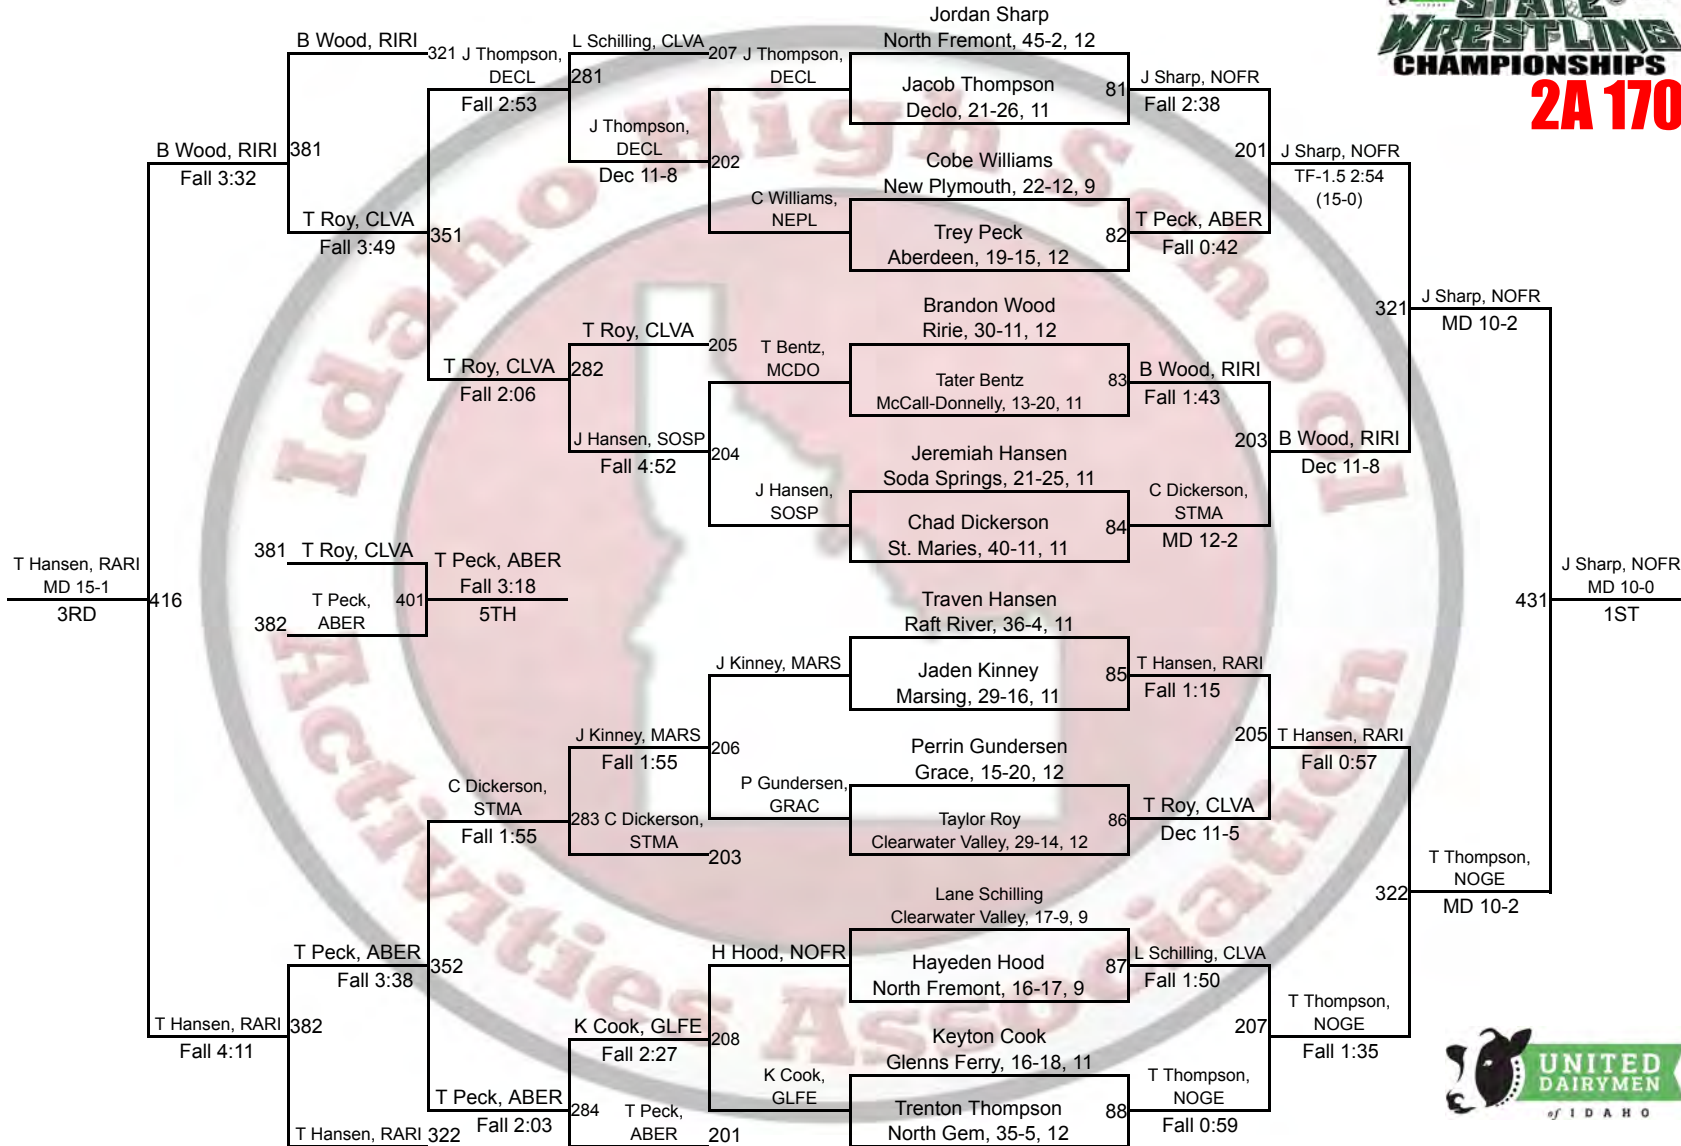 STATE
WRESTLING
CHAMPIONSHIPS
2A 170
Idaho High School
Activities Association
B Wood, RIRI
321
B Wood, RIRI
Fall 3:32
381
T Roy, CLVA
Fall 3:49
J Thompson,
DECL
Fall 2:53
351
T Roy, CLVA
Fall 2:06
L Schilling, CLVA
207
281
J Thompson,
DECL
Dec 11-8
T Roy, CLVA
205
282
J Hansen, SOSP
Fall 4:52
J Thompson,
DECL
202
C Williams,
NEPL
T Bentz,
MCDO
204
J Hansen,
SOSP
Jordan Sharp
North Fremont, 45-2, 12
Jacob Thompson
Declo, 21-26, 11
81
Cobe Williams
New Plymouth, 22-12, 9
Trey Peck
Aberdeen, 19-15, 12
82
Brandon Wood
Ririe, 30-11, 12
Tater Bentz
McCall-Donnelly, 13-20, 11
83
Jeremiah Hansen
Soda Springs, 21-25, 11
Chad Dickerson
St. Maries, 40-11, 11
84
J Sharp, NOFR
Fall 2:38
201
T Peck, ABER
Fall 0:42
B Wood, RIRI
Fall 1:43
203
C Dickerson,
STMA
MD 12-2
J Sharp, NOFR
TF-1.5 2:54
(15-0)
321
B Wood, RIRI
Dec 11-8
J Sharp, NOFR
MD 10-2
T Hansen, RARI
MD 15-1
3RD
416
381
T Roy, CLVA
382
T Peck,
ABER
401
T Peck, ABER
Fall 3:18
5TH
431
J Sharp, NOFR
MD 10-0
1ST
Traven Hansen
Raft River, 36-4, 11
Jaden Kinney
Marsing, 29-16, 11
85
Perrin Gundersen
Grace, 15-20, 12
Taylor Roy
Clearwater Valley, 29-14, 12
86
Lane Schilling
Clearwater Valley, 17-9, 9
Hayeden Hood
North Fremont, 16-17, 9
87
Keyton Cook
Glenns Ferry, 16-18, 11
Trenton Thompson
North Gem, 35-5, 12
88
T Hansen, RARI
Fall 1:15
205
T Roy, CLVA
Dec 11-5
L Schilling, CLVA
Fall 1:50
207
T Thompson,
NOGE
Fall 0:59
T Hansen, RARI
Fall 0:57
322
T Thompson,
NOGE
Fall 1:35
T Thompson,
NOGE
MD 10-2
J Kinney, MARS
206
P Gundersen,
GRAC
H Hood, NOFR
208
K Cook,
GLFE
J Kinney, MARS
Fall 1:55
283
C Dickerson,
STMA
203
K Cook, GLFE
Fall 2:27
284
T Peck,
ABER
201
C Dickerson,
STMA
Fall 1:55
352
T Peck, ABER
Fall 2:03
T Peck, ABER
Fall 3:38
382
T Hansen, RARI
322
T Hansen, RARI
Fall 4:11
UNITED
DAIRYMEN
of IDAHO